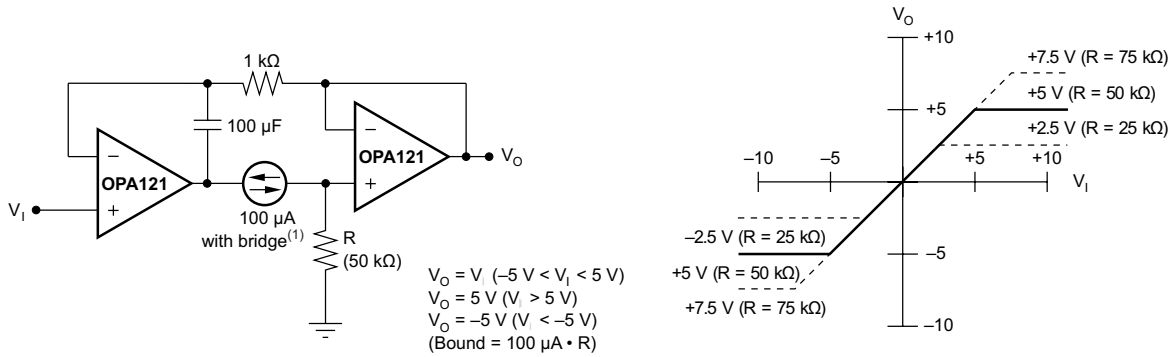 1 kΩ
100 µF
–
OPA121
+
V_I
100 µA
with bridge(1)
–
OPA121
+
V_O
R
(50 kΩ)
V_O = V_I (–5 V < V_I < 5 V)
V_O = 5 V (V_I > 5 V)
V_O = –5 V (V_I < –5 V)
(Bound = 100 µA • R)
V_O
+10
+7.5 V (R = 75 kΩ)
+5
+5 V (R = 50 kΩ)
+2.5 V (R = 25 kΩ)
–10
–5
+5
+10
V_I
–2.5 V (R = 25 kΩ)
–5
+5 V (R = 50 kΩ)
+7.5 V (R = 75 kΩ)
–10